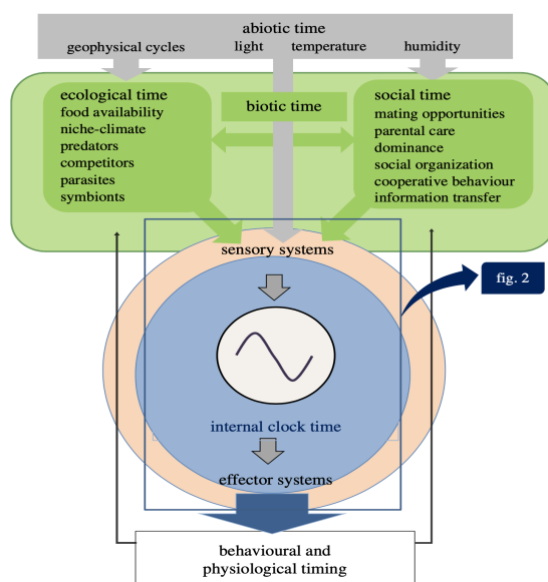 abiotic time
geophysical cycles light temperature humidity
ecological time
food availability
niche-climate
predators
competitors
parasites
symbionts
biotic time
social time
mating opportunities
parental care
dominance
social organization
cooperative behaviour
information transfer
sensory systems
fig. 2
internal clock time
effector systems
behavioural and
physiological timing